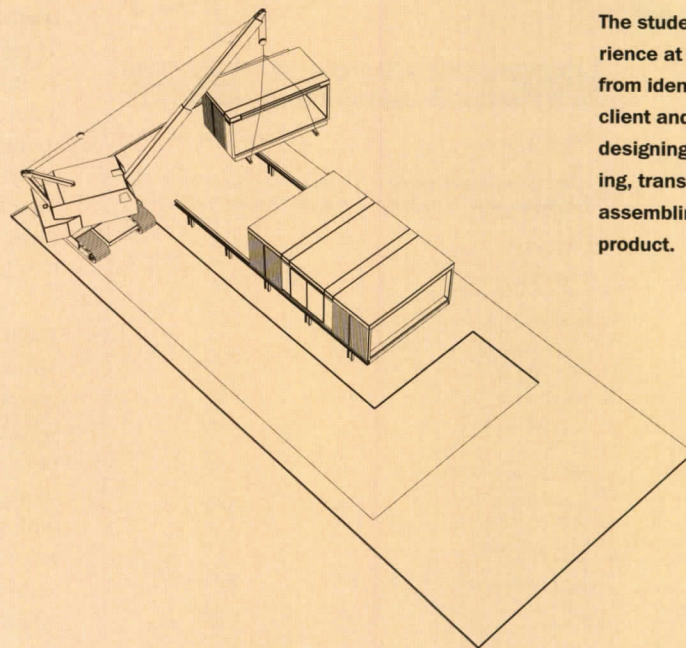 The stude
rience at
from iden
client and
designing
ing, trans
assemblin
product.